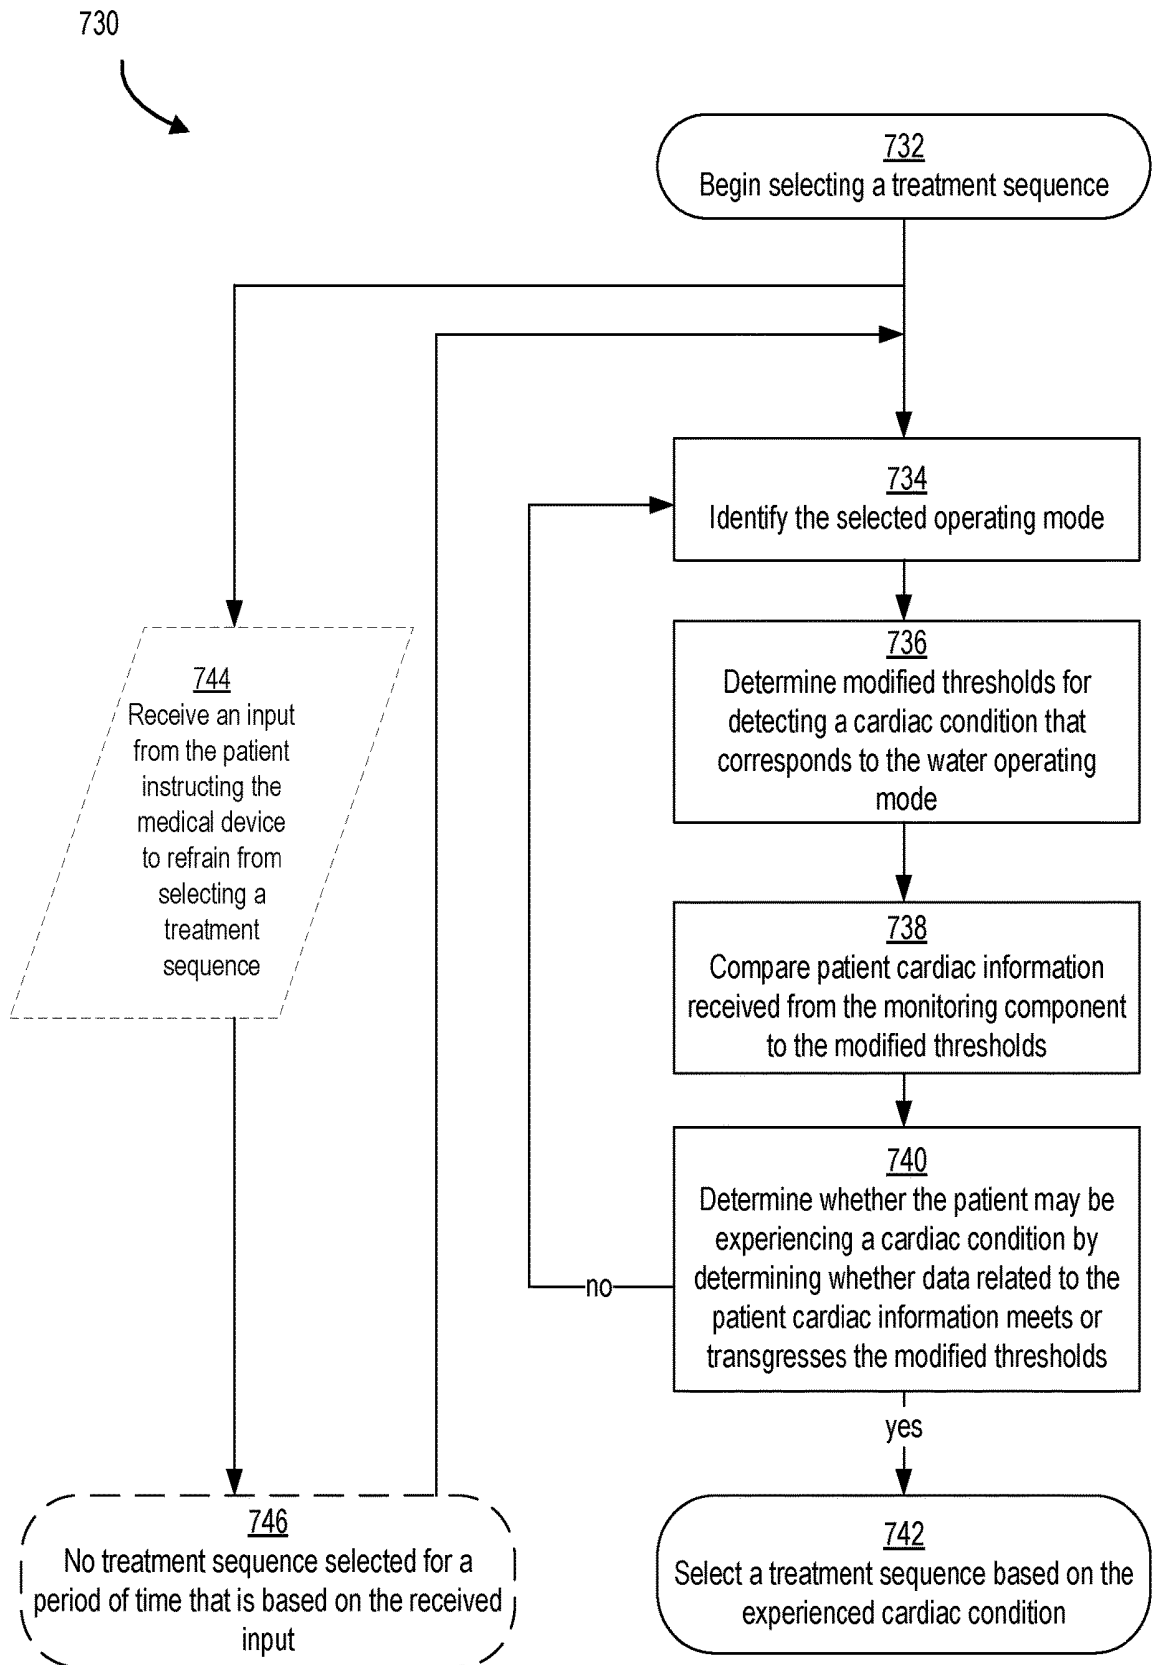 730
732
Begin selecting a treatment sequence
734
Identify the selected operating mode
736
Determine modified thresholds for
detecting a cardiac condition that
corresponds to the water operating
mode
744
Receive an input
from the patient
instructing the
medical device
to refrain from
selecting a
treatment
sequence
738
Compare patient cardiac information
received from the monitoring component
to the modified thresholds
740
Determine whether the patient may be
experiencing a cardiac condition by
determining whether data related to the
patient cardiac information meets or
transgresses the modified thresholds
no
yes
746
No treatment sequence selected for a
period of time that is based on the received
input
742
Select a treatment sequence based on the
experienced cardiac condition